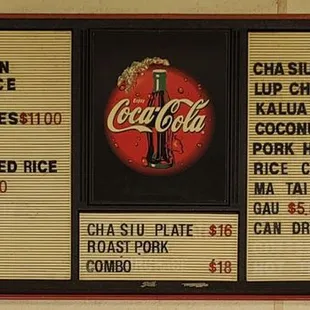 N
CE
ES $11.00
ED RICE
0
Enjoy
Coca-Cola
CHA SIU PLATE $16
ROAST PORK
COMBO $18
CHA SIU
LUP CH
KALUA
COCONU
PORK H
RICE C
MA TAI
GAU $5
CAN DR